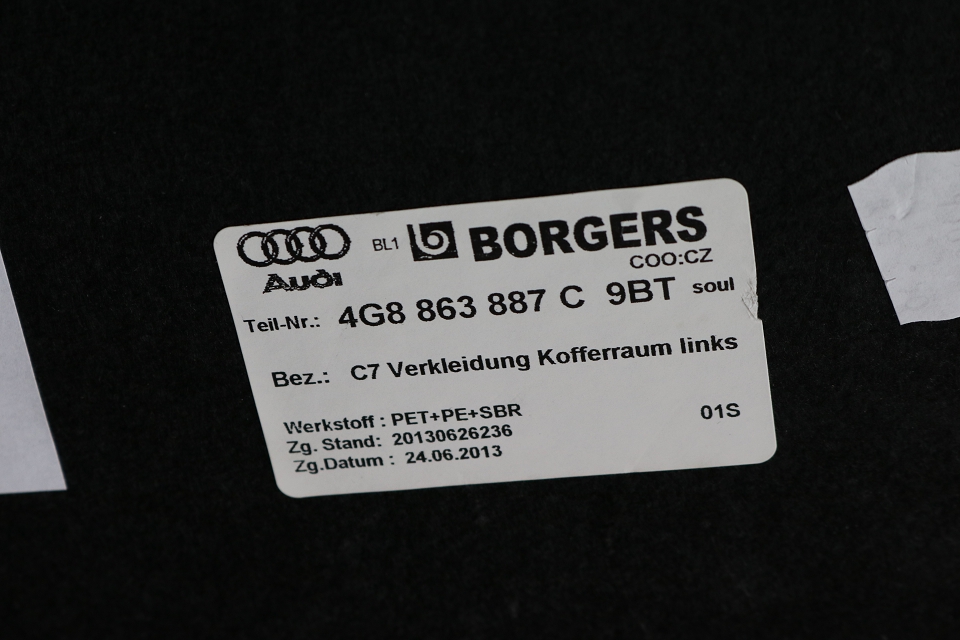 BL1 BORGERS
Audi
COO:CZ
Teil-Nr.: 4G8 863 887 C 9BT soul
Bez.: C7 Verkleidung Kofferraum links
Werkstoff : PET+PE+SBR
01S
Zg. Stand: 20130626236
Zg.Datum : 24.06.2013